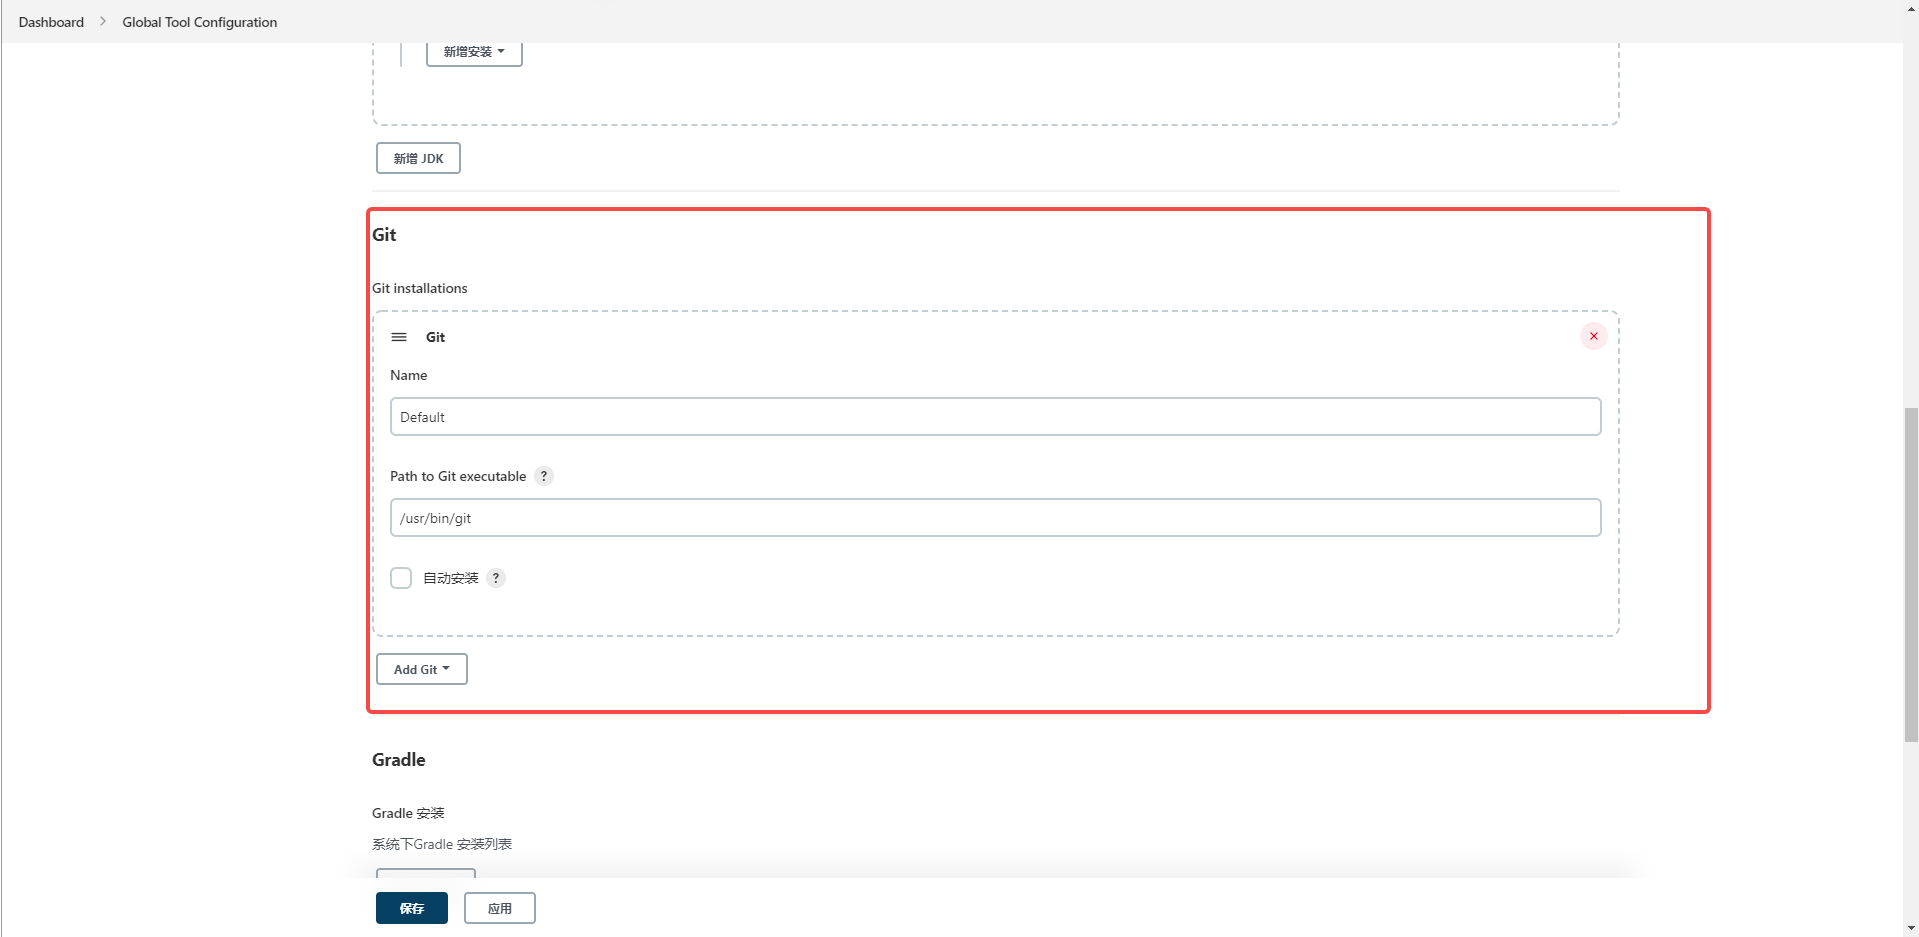 Dashboard > Global Tool Configuration
新增安装
新增 JDK
Git
Git installations
Git
Name
Default
Path to Git executable ?
/usr/bin/git
自动安装 ?
Add Git
Gradle
Gradle 安装
系统下Gradle 安装列表
保存 应用